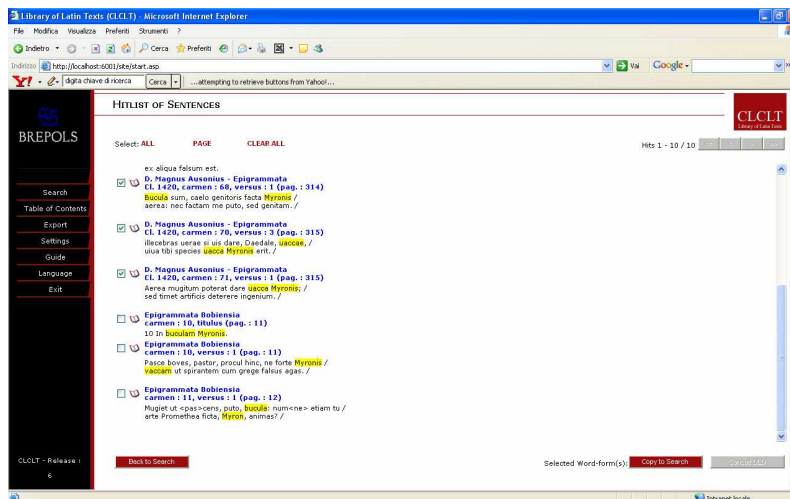 Library of Latin Texts (CLCLT) - Microsoft Internet Explorer
File Modifica Visualizza Preferiti Strumenti ?
Indietro Cerca Preferiti
Indirizzo http://localhost:6001/site/start.asp Vai Google
Y! digita chiave di ricerca Cerca ...attempting to retrieve buttons from Yahoo!...
HITLIST OF SENTENCES
BREPOLS
CLCLT
Library of Latin Texts
Select: ALL PAGE CLEAR ALL
Hits 1 - 10 / 10
Search
Table of Contents
Export
Settings
Guide
Language
Exit
ex aliqua falsum est.
D. Magnus Ausonius - Epigrammata
Cl. 1420, carmen : 68, versus : 1 (pag. : 314)
Bucula sum, caelo genitoris facta Myronis /
aerea: nec factam me puto, sed genitam. /
D. Magnus Ausonius - Epigrammata
Cl. 1420, carmen : 70, versus : 3 (pag. : 315)
illecebras uerae si uis dare, Daedale, uaccae, /
uiua tibi species uacca Myronis erit. /
D. Magnus Ausonius - Epigrammata
Cl. 1420, carmen : 71, versus : 1 (pag. : 315)
Aerea mugitum poterat dare uacca Myronis; /
sed timet artificis deterere ingenium. /
Epigrammata Bobiensia
carmen : 10, titulus (pag. : 11)
10 In buculam Myronis.
Epigrammata Bobiensia
carmen : 10, versus : 1 (pag. : 11)
Pasce boves, pastor, procul hinc, ne forte Myronis /
vaccam ut spirantem cum grege falsus agas. /
Epigrammata Bobiensia
carmen : 11, versus : 1 (pag. : 12)
Mugiet ut <pas>cens, puto, bucula: num<ne> etiam tu /
arte Promethea ficta, Myron, animas? /
CLCLT - Release :
6
Back to Search
Selected Word-form(s): Copy to Search
Intranet locale